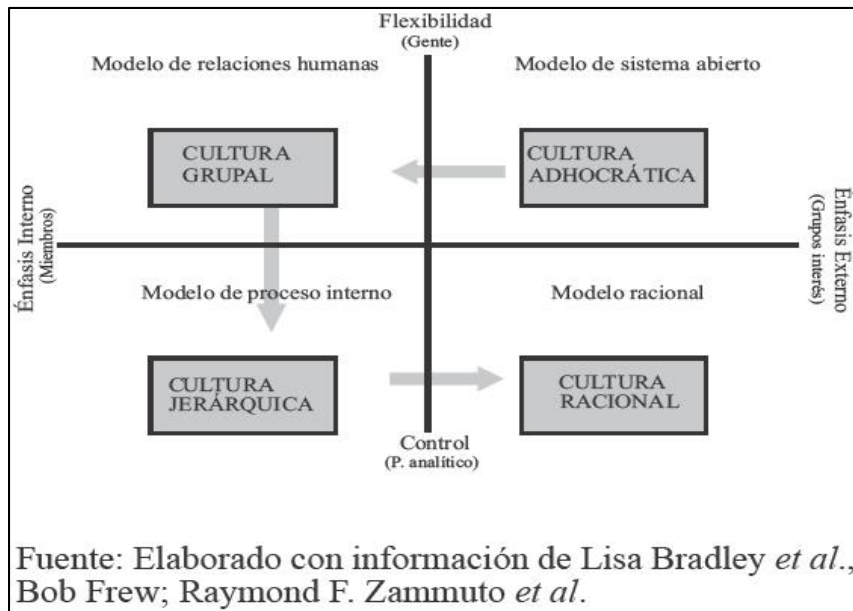 Flexibilidad
(Gente)
Modelo de relaciones humanas
Modelo de sistema abierto
CULTURA
GRUPAL
CULTURA
ADHOCRÁTICA
Énfasis Interno
(Miembros)
Énfasis Externo
(Grupos interés)
Modelo de proceso interno
Modelo racional
CULTURA
JERÁRQUICA
CULTURA
RACIONAL
Control
(P. analítico)
Fuente: Elaborado con información de Lisa Bradley et al.,
Bob Frew; Raymond F. Zammuto et al.